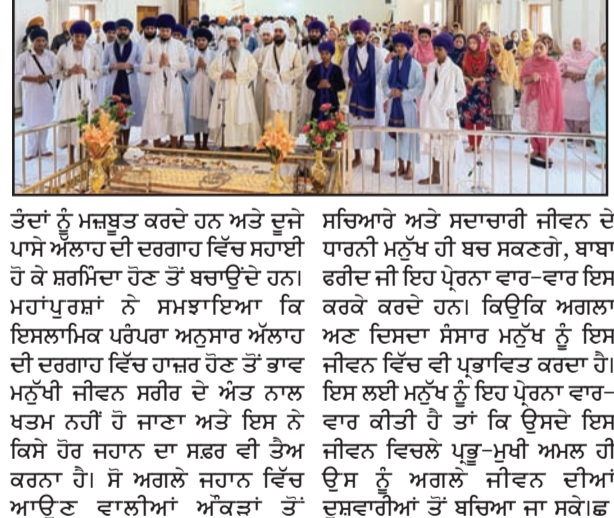 ਤੰਦਾਂ ਨੂੰ ਮਜ਼ਬੂਤ ਕਰਦੇ ਹਨ ਅਤੇ ਦੂਜੇ
ਪਾਸੇ ਅੱਲਾਹ ਦੀ ਦਰਗਾਹ ਵਿੱਚ ਸਹਾਈ
ਹੋ ਕੇ ਸ਼ਰਮਿੰਦਾ ਹੋਣ ਤੋਂ ਬਚਾਉਂਦੇ ਹਨ।
ਮਹਾਂਪੁਰਸ਼ਾਂ ਨੇ ਸਮਝਾਇਆ ਕਿ
ਇਸਲਾਮਿਕ ਪਰੰਪਰਾ ਅਨੁਸਾਰ ਅੱਲਾਹ
ਦੀ ਦਰਗਾਹ ਵਿੱਚ ਹਾਜ਼ਰ ਹੋਣ ਤੋਂ ਭਾਵ
ਮਨੁੱਖੀ ਜੀਵਨ ਸਰੀਰ ਦੇ ਅੰਤ ਨਾਲ
ਖਤਮ ਨਹੀਂ ਹੋ ਜਾਣਾ ਅਤੇ ਇਸ ਨੇ
ਕਿਸੇ ਹੋਰ ਜਹਾਨ ਦਾ ਸਫ਼ਰ ਵੀ ਤੈਅ
ਕਰਨਾ ਹੈ। ਸੋ ਅਗਲੇ ਜਹਾਨ ਵਿੱਚ
ਆਉਣ ਵਾਲੀਆਂ ਔਕੜਾਂ ਤੋਂ
ਸਚਿਆਰੇ ਅਤੇ ਸਦਾਚਾਰੀ ਜੀਵਨ ਦੇ
ਧਾਰਨੀ ਮਨੁੱਖ ਹੀ ਬਚ ਸਕਣਗੇ, ਬਾਬਾ
ਫਰੀਦ ਜੀ ਇਹ ਪ੍ਰੇਰਨਾ ਵਾਰ-ਵਾਰ ਇਸ
ਕਰਕੇ ਕਰਦੇ ਹਨ। ਕਿਉਕਿ ਅਗਲਾ
ਅਣ ਦਿਸਦਾ ਸੰਸਾਰ ਮਨੁੱਖ ਨੂੰ ਇਸ
ਜੀਵਨ ਵਿੱਚ ਵੀ ਪ੍ਰਭਾਵਿਤ ਕਰਦਾ ਹੈ।
ਇਸ ਲਈ ਮਨੁੱਖ ਨੂੰ ਇਹ ਪ੍ਰੇਰਨਾ ਵਾਰ-
ਵਾਰ ਕੀਤੀ ਹੈ ਤਾਂ ਕਿ ਉਸਦੇ ਇਸ
ਜੀਵਨ ਵਿਚਲੇ ਪ੍ਰਭੂ-ਮੁਖੀ ਅਮਲ ਹੀ
ਉਸ ਨੂੰ ਅਗਲੇ ਜੀਵਨ ਦੀਆਂ
ਦੁਸ਼ਵਾਰੀਆਂ ਤੋਂ ਬਚਿਆ ਜਾ ਸਕੇ।ਛ